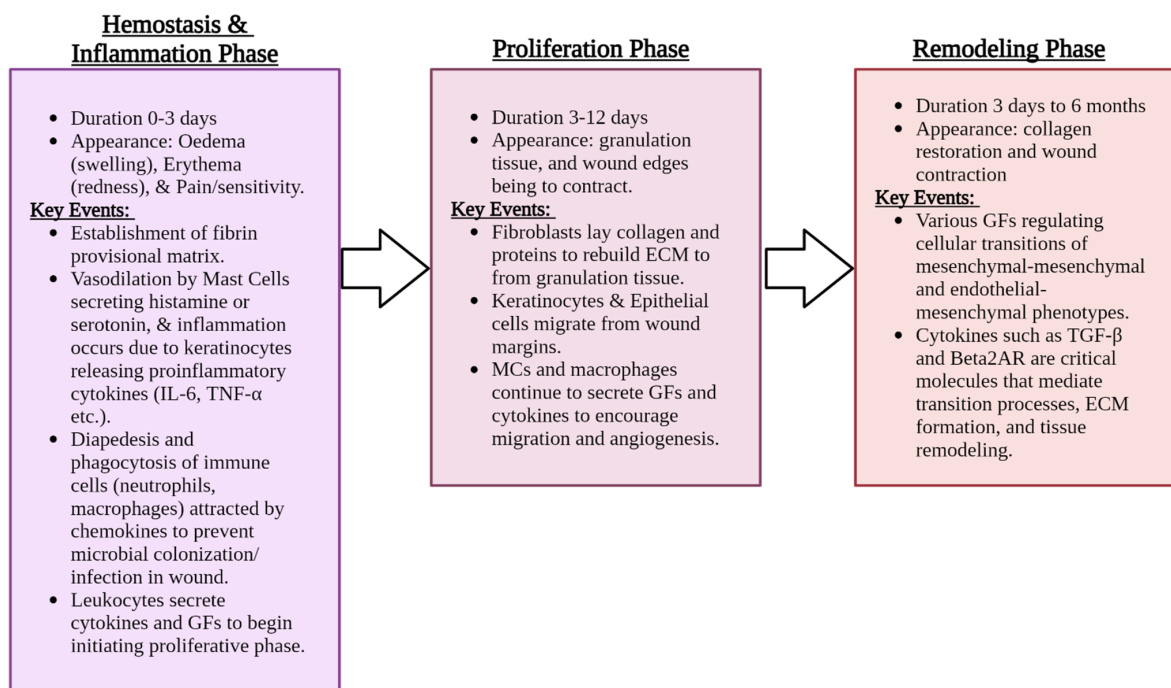 Hemostasis &
Inflammation Phase
• Duration 0-3 days
• Appearance: Oedema
(swelling), Erythema
(redness), & Pain/sensitivity.
Key Events:
• Establishment of fibrin
provisional matrix.
• Vasodilation by Mast Cells
secreting histamine or
serotonin, & inflammation
occurs due to keratinocytes
releasing proinflammatory
cytokines (IL-6, TNF-α
etc.).
• Diapedesis and
phagocytosis of immune
cells (neutrophils,
macrophages) attracted by
chemokines to prevent
microbial colonization/
infection in wound.
• Leukocytes secrete
cytokines and GFs to begin
initiating proliferative phase.
Proliferation Phase
• Duration 3-12 days
• Appearance: granulation
tissue, and wound edges
being to contract.
Key Events:
• Fibroblasts lay collagen and
proteins to rebuild ECM to
from granulation tissue.
• Keratinocytes & Epithelial
cells migrate from wound
margins.
• MCs and macrophages
continue to secrete GFs and
cytokines to encourage
migration and angiogenesis.
Remodeling Phase
• Duration 3 days to 6 months
• Appearance: collagen
restoration and wound
contraction
Key Events:
• Various GFs regulating
cellular transitions of
mesenchymal-mesenchymal
and endothelial-
mesenchymal phenotypes.
• Cytokines such as TGF-β
and Beta2AR are critical
molecules that mediate
transition processes, ECM
formation, and tissue
remodeling.